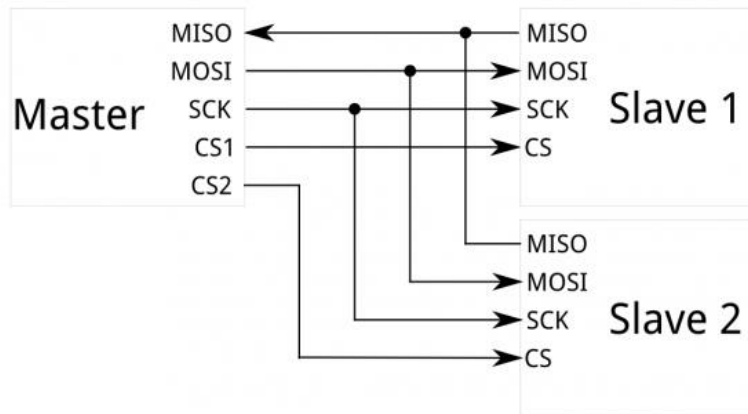 Master
MISO
MOSI
SCK
CS1
CS2
MISO
MOSI
SCK
CS
Slave 1
MISO
MOSI
SCK
CS
Slave 2